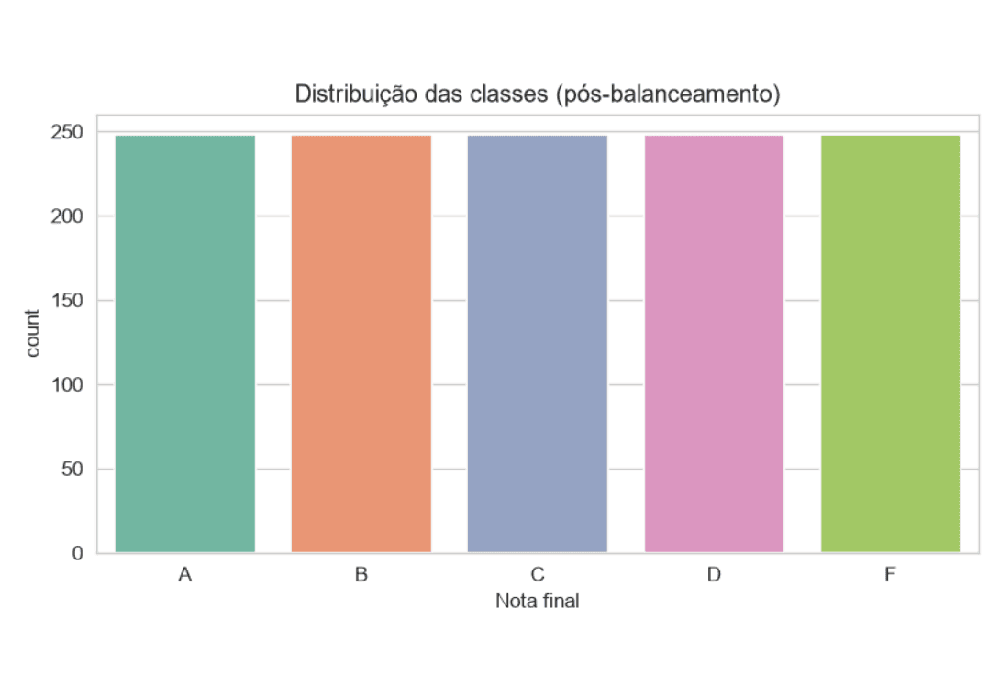 Distribuição das classes (pós-balanceamento)
250
200
150
100
50
0
count
A B C D F
Nota final